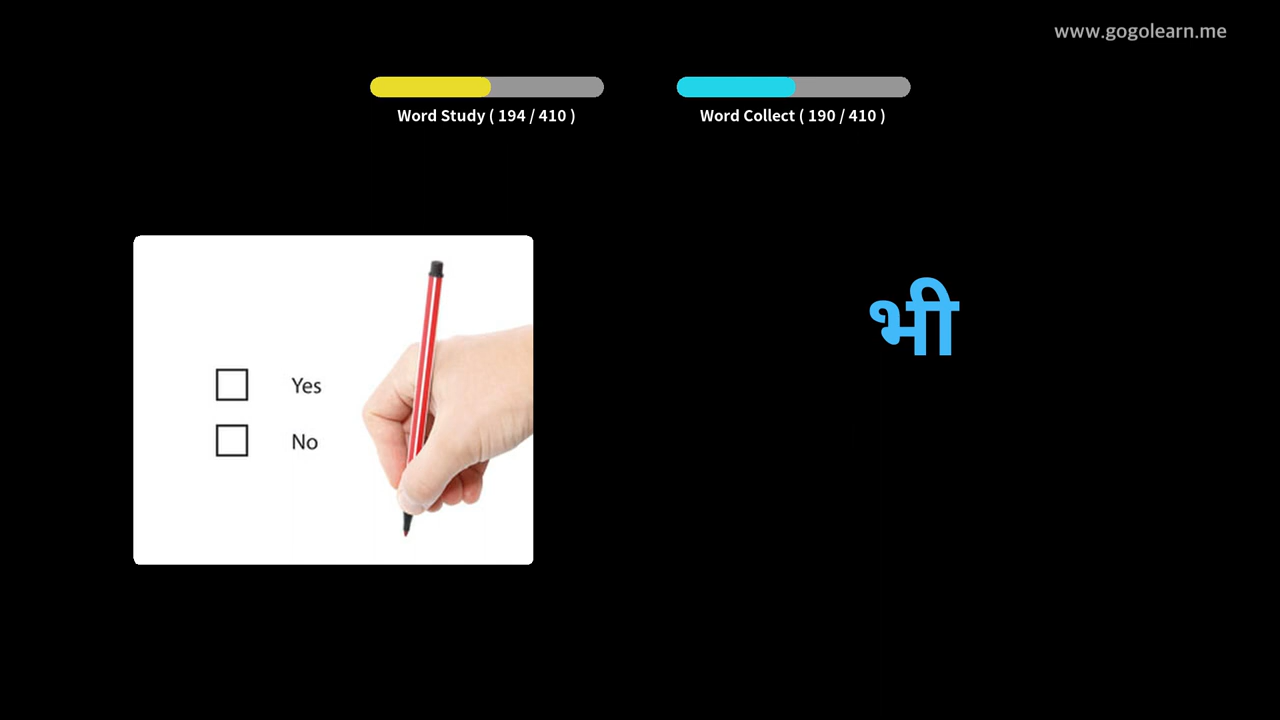 www.gogolearn.me
Word Study ( 194 / 410 )
Word Collect ( 190 / 410 )
Yes
No
भी